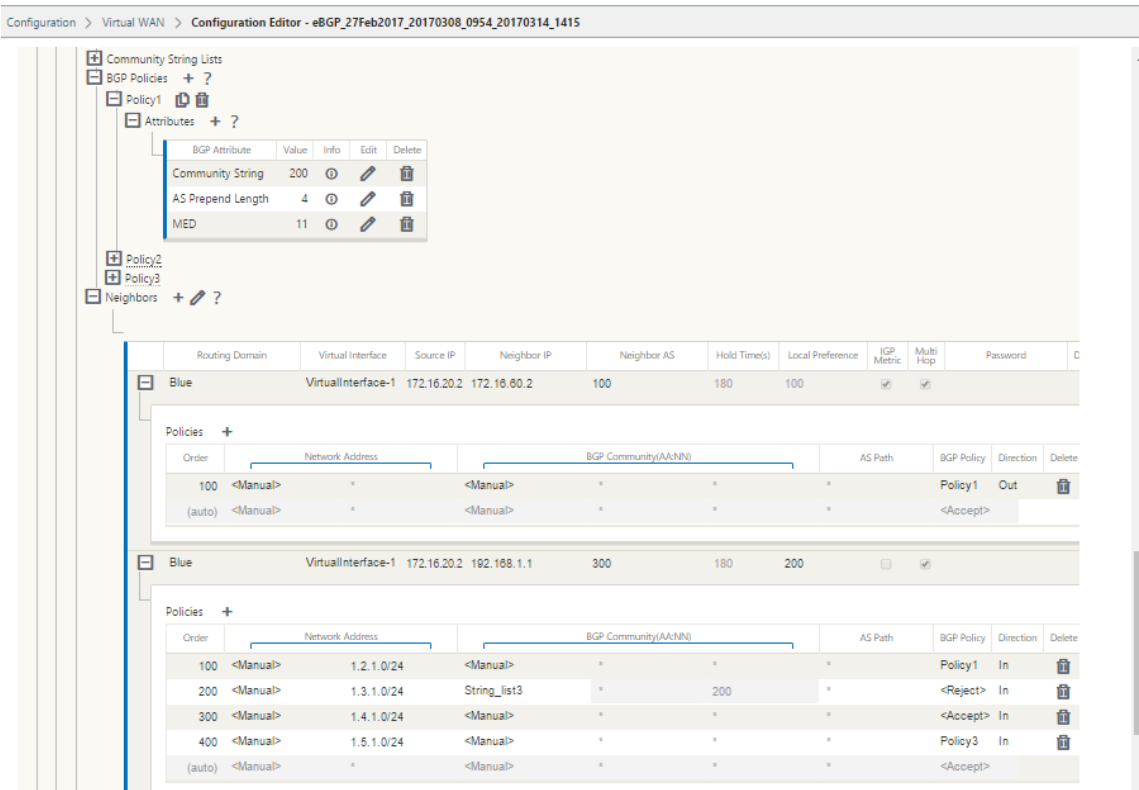 Configuration > Virtual WAN > Configuration Editor - eBGP_27Feb2017_20170308_0954_20170314_1415
Community String Lists
BGP Policies + ?
Policy1
Attributes + ?
BGP Attribute Value Info Edit Delete
Community String 200
AS Prepend Length 4
MED 11
Policy2
Policy3
Neighbors + ?
Routing Domain Virtual Interface Source IP Neighbor IP Neighbor AS Hold Time(s) Local Preference IGP Metric Multi Hop Password D
Blue VirtualInterface-1 172.16.20.2 172.16.60.2 100 180 100
Policies +
Order Network Address BGP Community(AA:NN) AS Path BGP Policy Direction Delete
100 <Manual> * <Manual> * * * Policy1 Out
(auto) <Manual> * <Manual> * * * <Accept>
Blue VirtualInterface-1 172.16.20.2 192.168.1.1 300 180 200
Policies +
Order Network Address BGP Community(AA:NN) AS Path BGP Policy Direction Delete
100 <Manual> 1.2.1.0/24 <Manual> * * * Policy1 In
200 <Manual> 1.3.1.0/24 String_list3 * 200 * <Reject> In
300 <Manual> 1.4.1.0/24 <Manual> * * * <Accept> In
400 <Manual> 1.5.1.0/24 <Manual> * * * Policy3 In
(auto) <Manual> * <Manual> * * * <Accept>